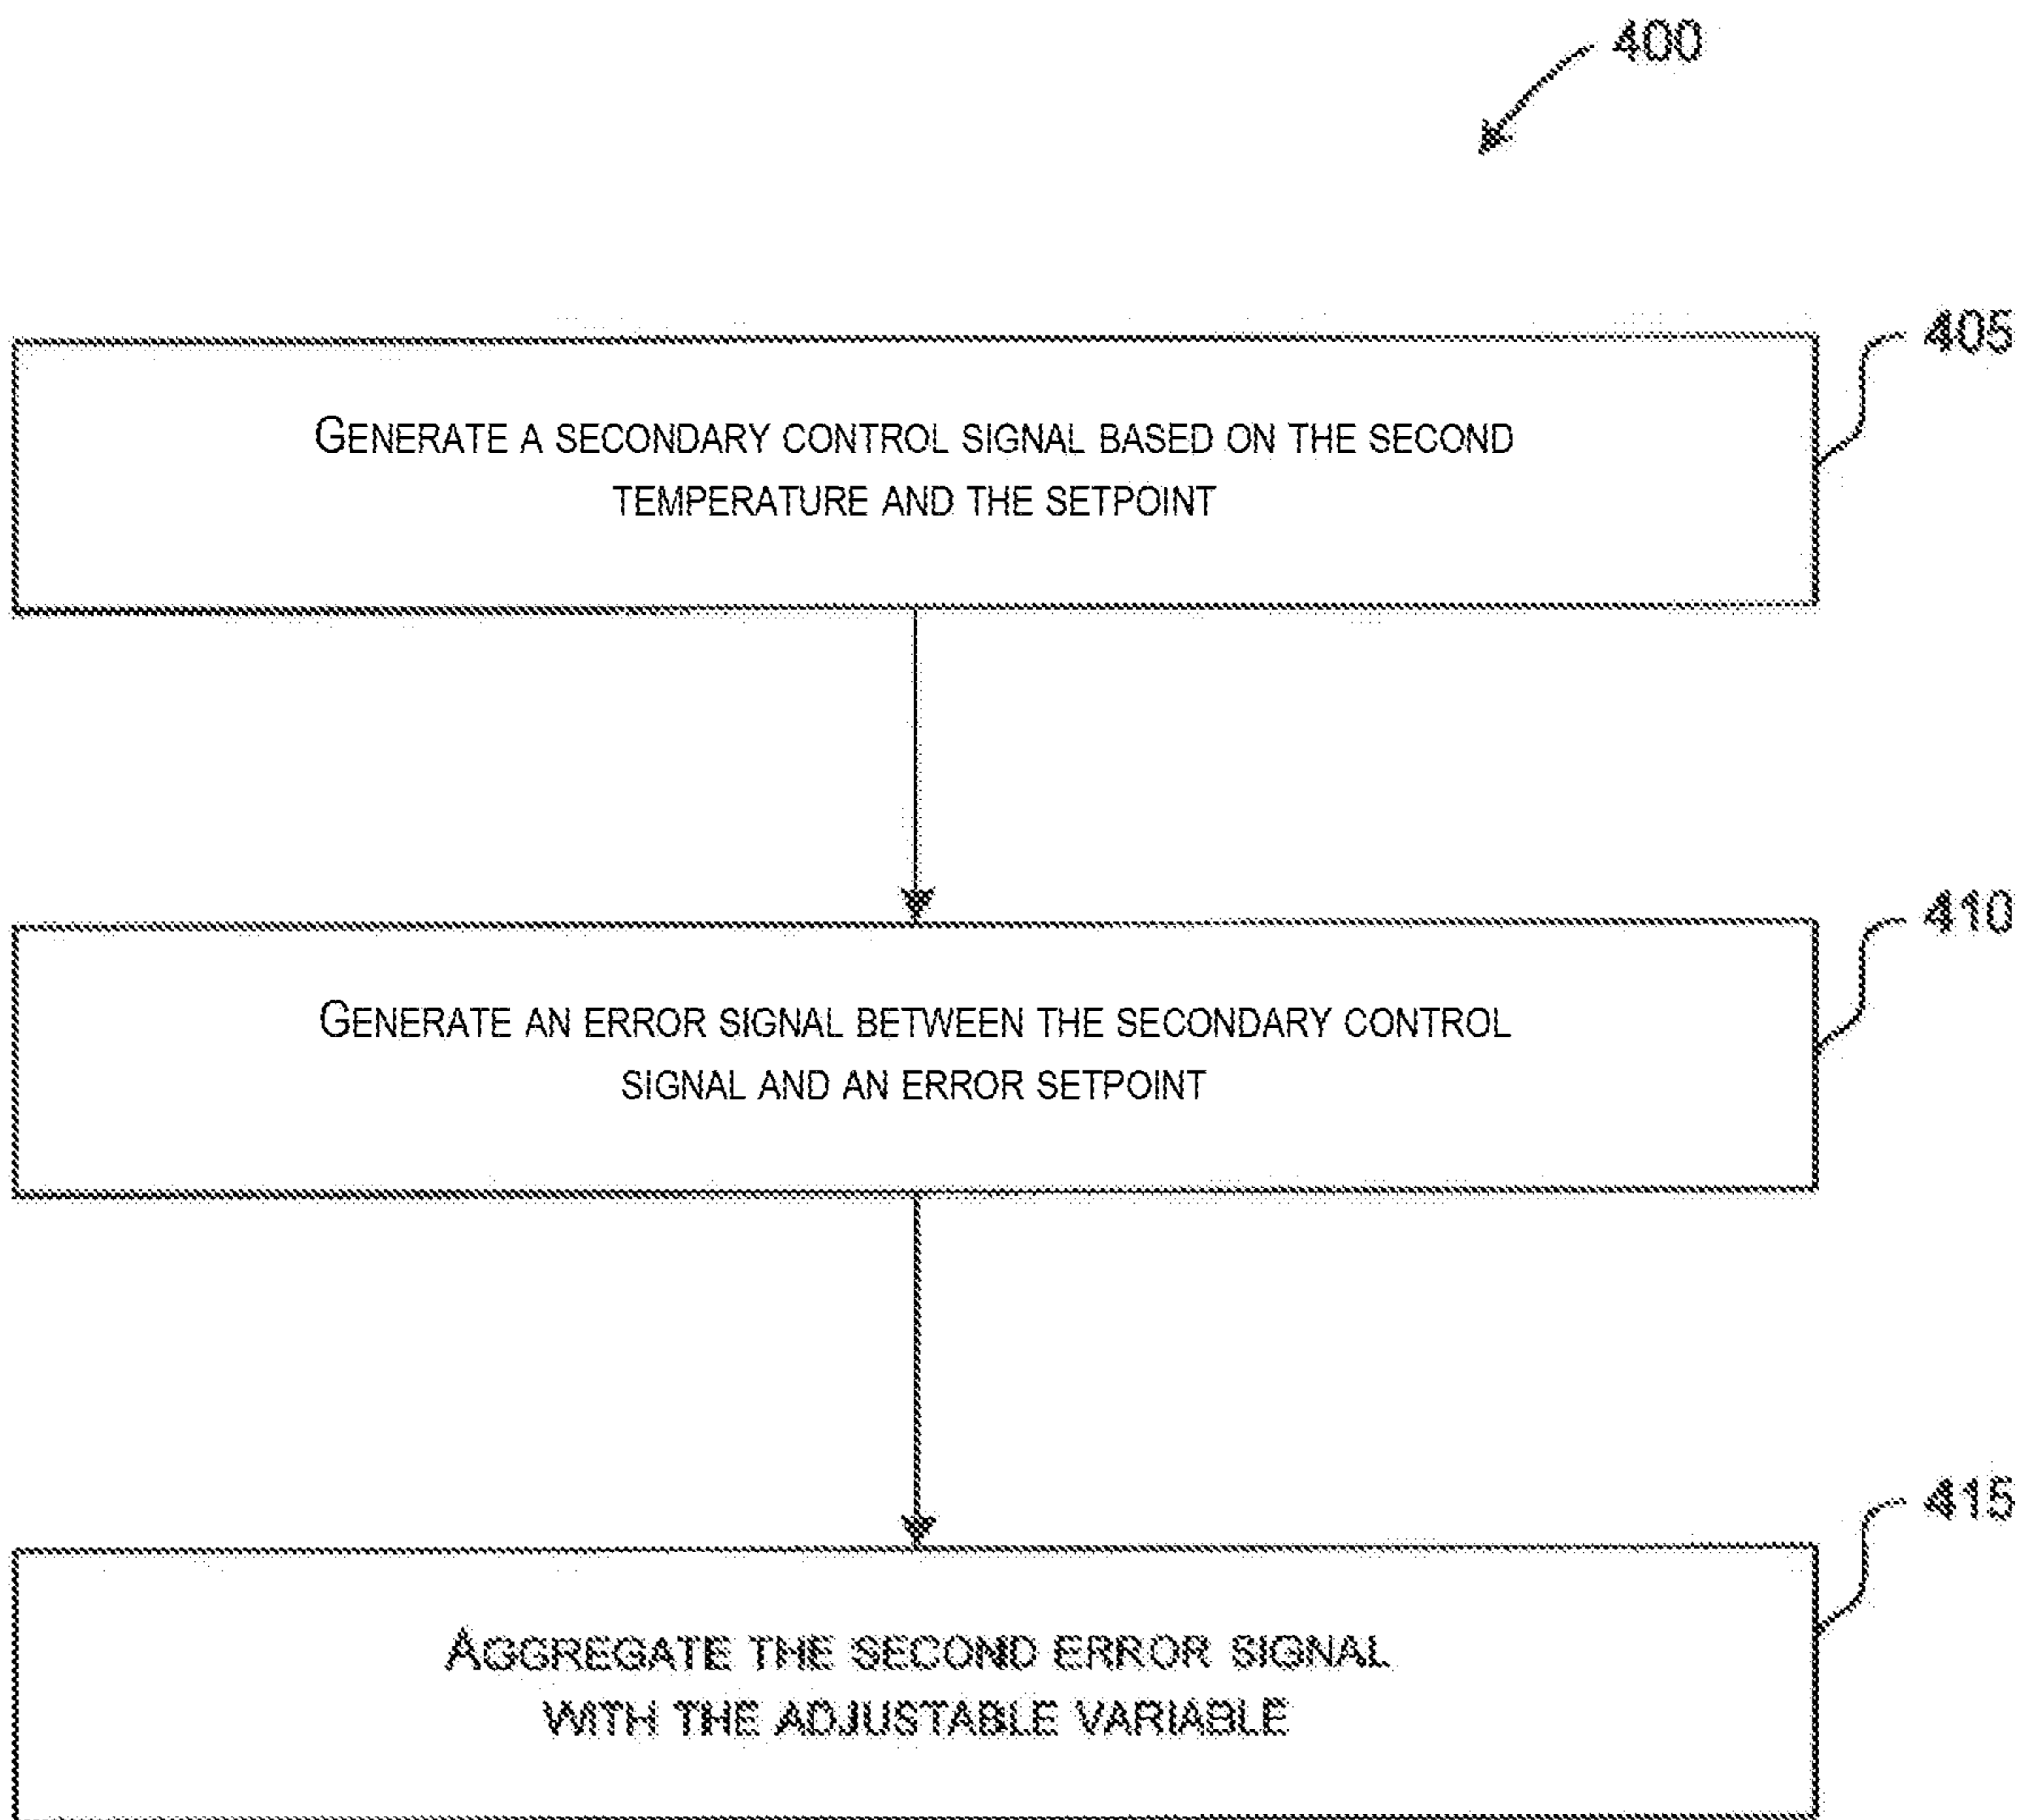 400
405
GENERATE A SECONDARY CONTROL SIGNAL BASED ON THE SECOND
TEMPERATURE AND THE SETPOINT
410
GENERATE AN ERROR SIGNAL BETWEEN THE SECONDARY CONTROL
SIGNAL AND AN ERROR SETPOINT
415
AGGREGATE THE SECOND ERROR SIGNAL
WITH THE ADJUSTABLE VARIABLE